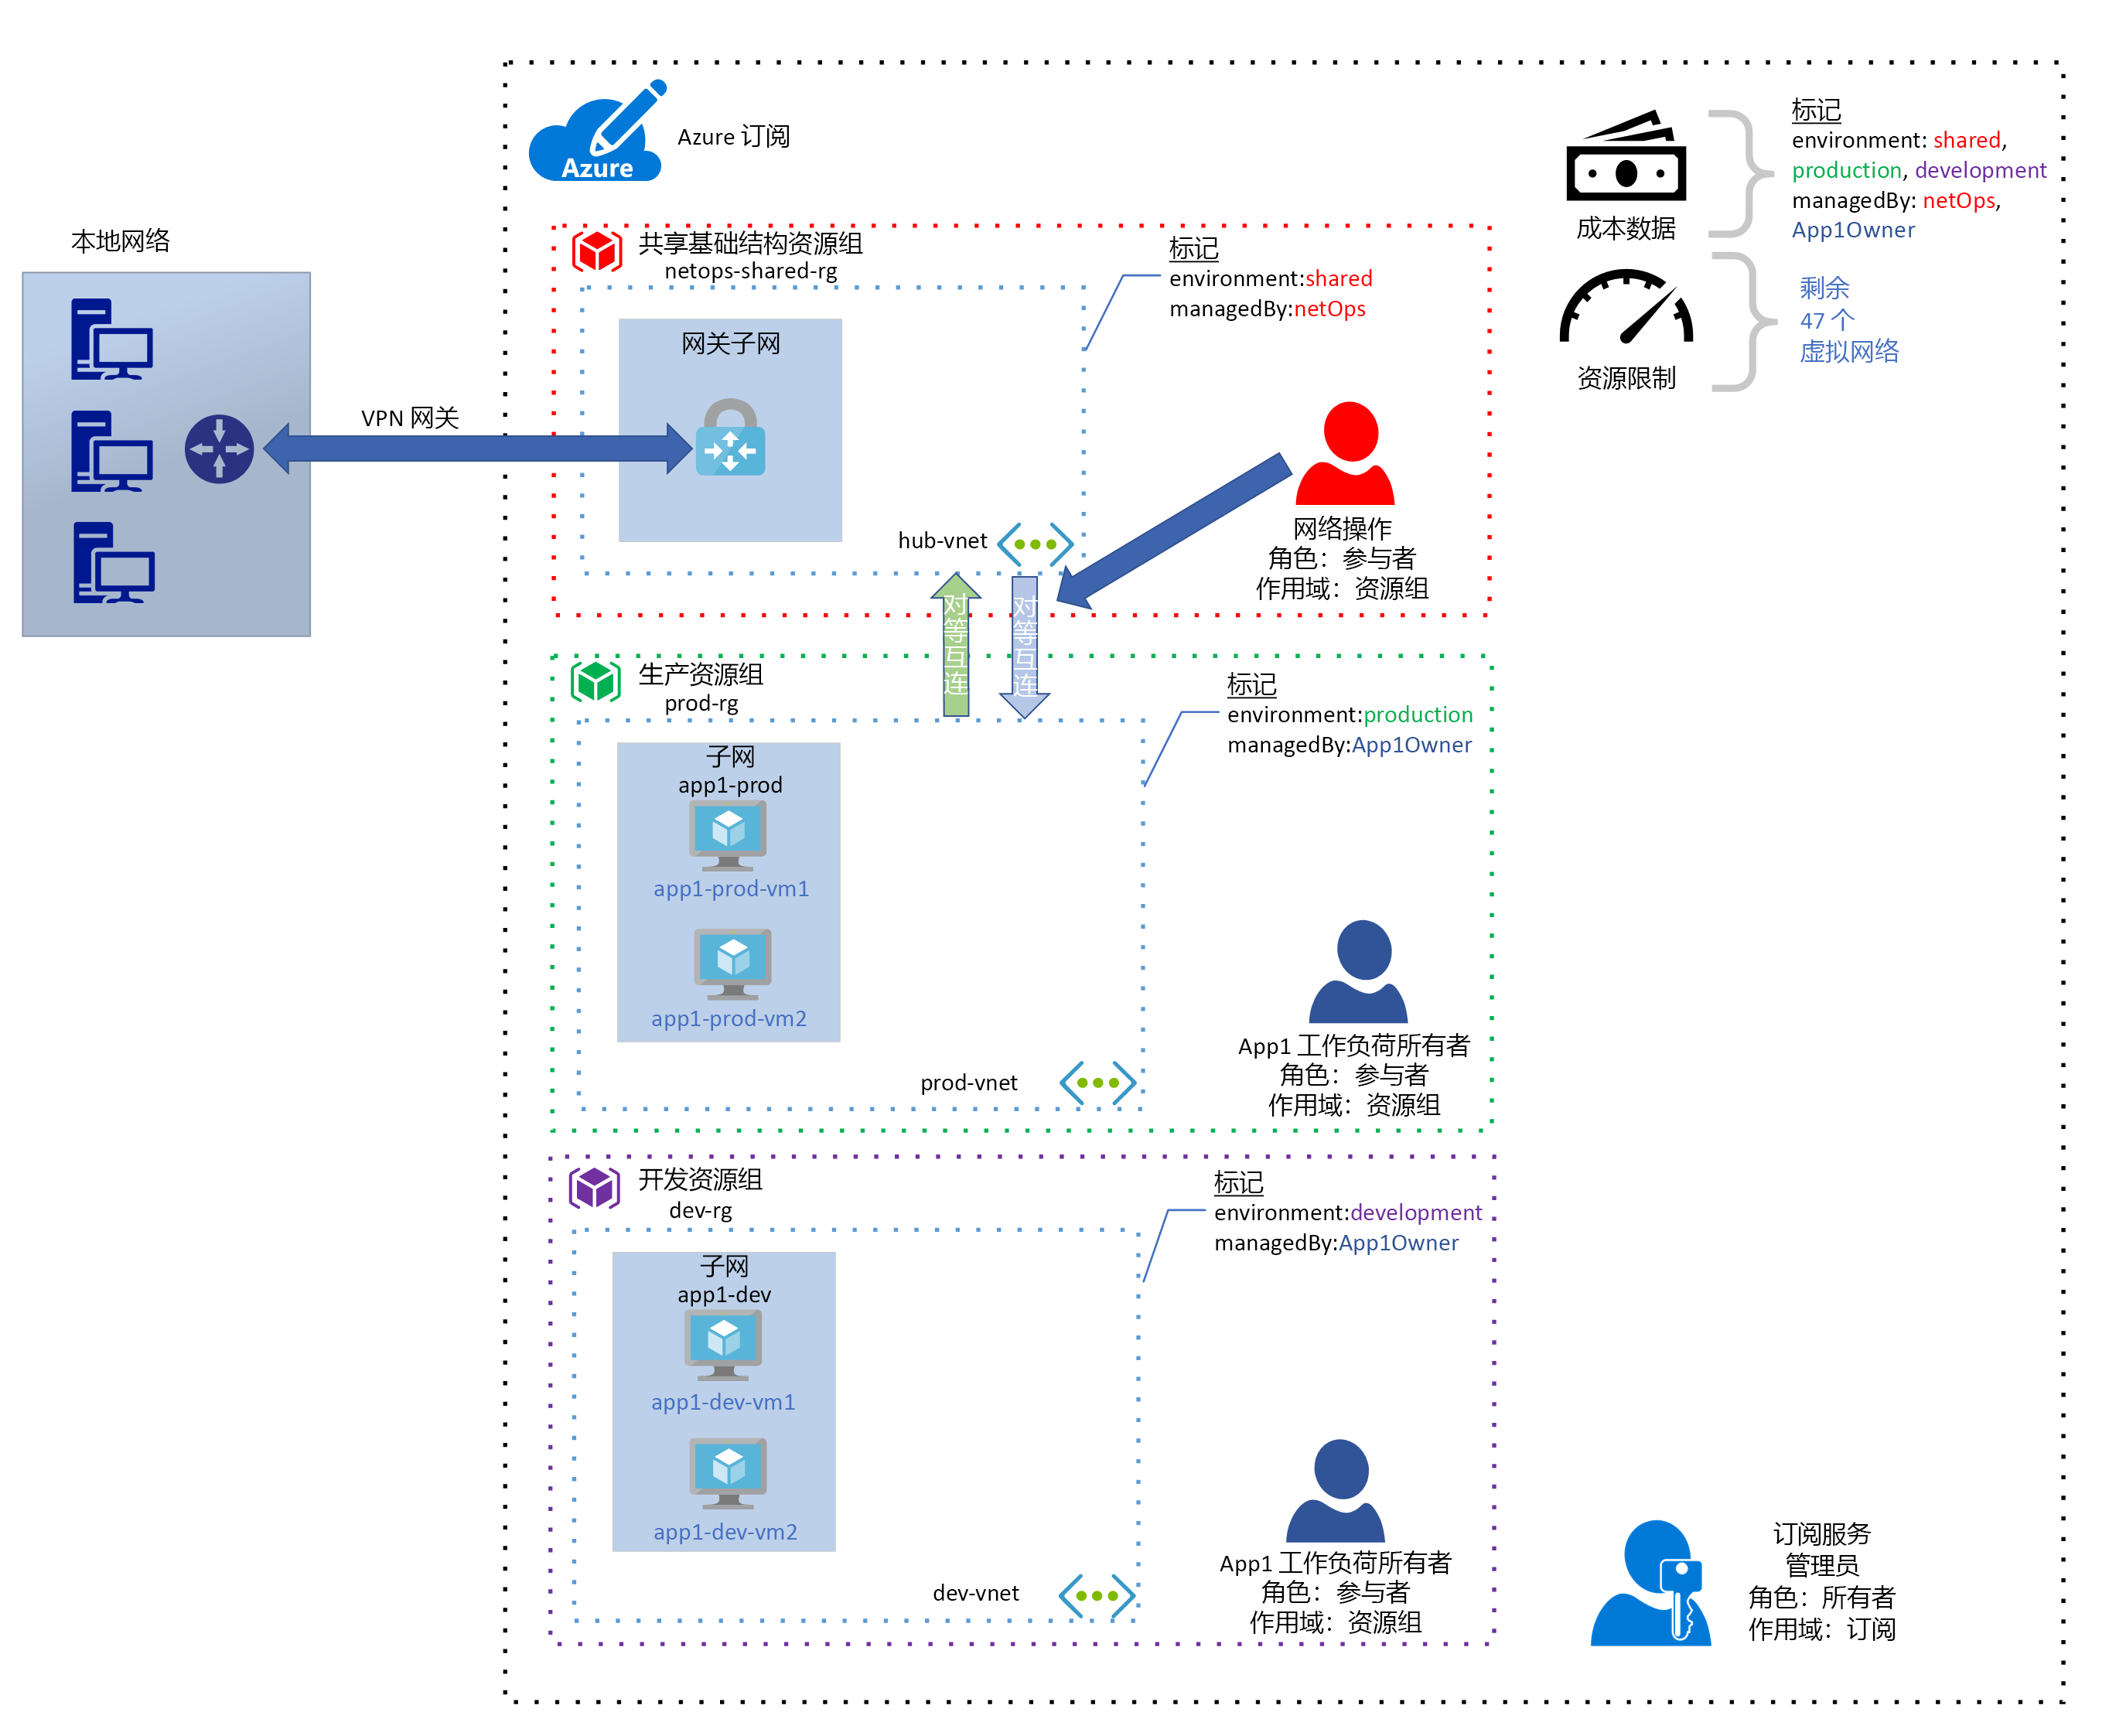 本地网络
VPN 网关
Azure
Azure 订阅
共享基础结构资源组
netops-shared-rg
网关子网
hub-vnet
标记
environment:shared
managedBy:netOps
网络操作
角色：参与者
作用域：资源组
对等互连
对等互连
生产资源组
prod-rg
子网
app1-prod
app1-prod-vm1
app1-prod-vm2
prod-vnet
标记
environment:production
managedBy:App1Owner
App1 工作负荷所有者
角色：参与者
作用域：资源组
开发资源组
dev-rg
子网
app1-dev
app1-dev-vm1
app1-dev-vm2
dev-vnet
标记
environment:development
managedBy:App1Owner
App1 工作负荷所有者
角色：参与者
作用域：资源组
成本数据
标记
environment: shared,
production, development
managedBy: netOps,
App1Owner
资源限制
剩余
47 个
虚拟网络
订阅服务
管理员
角色：所有者
作用域：订阅